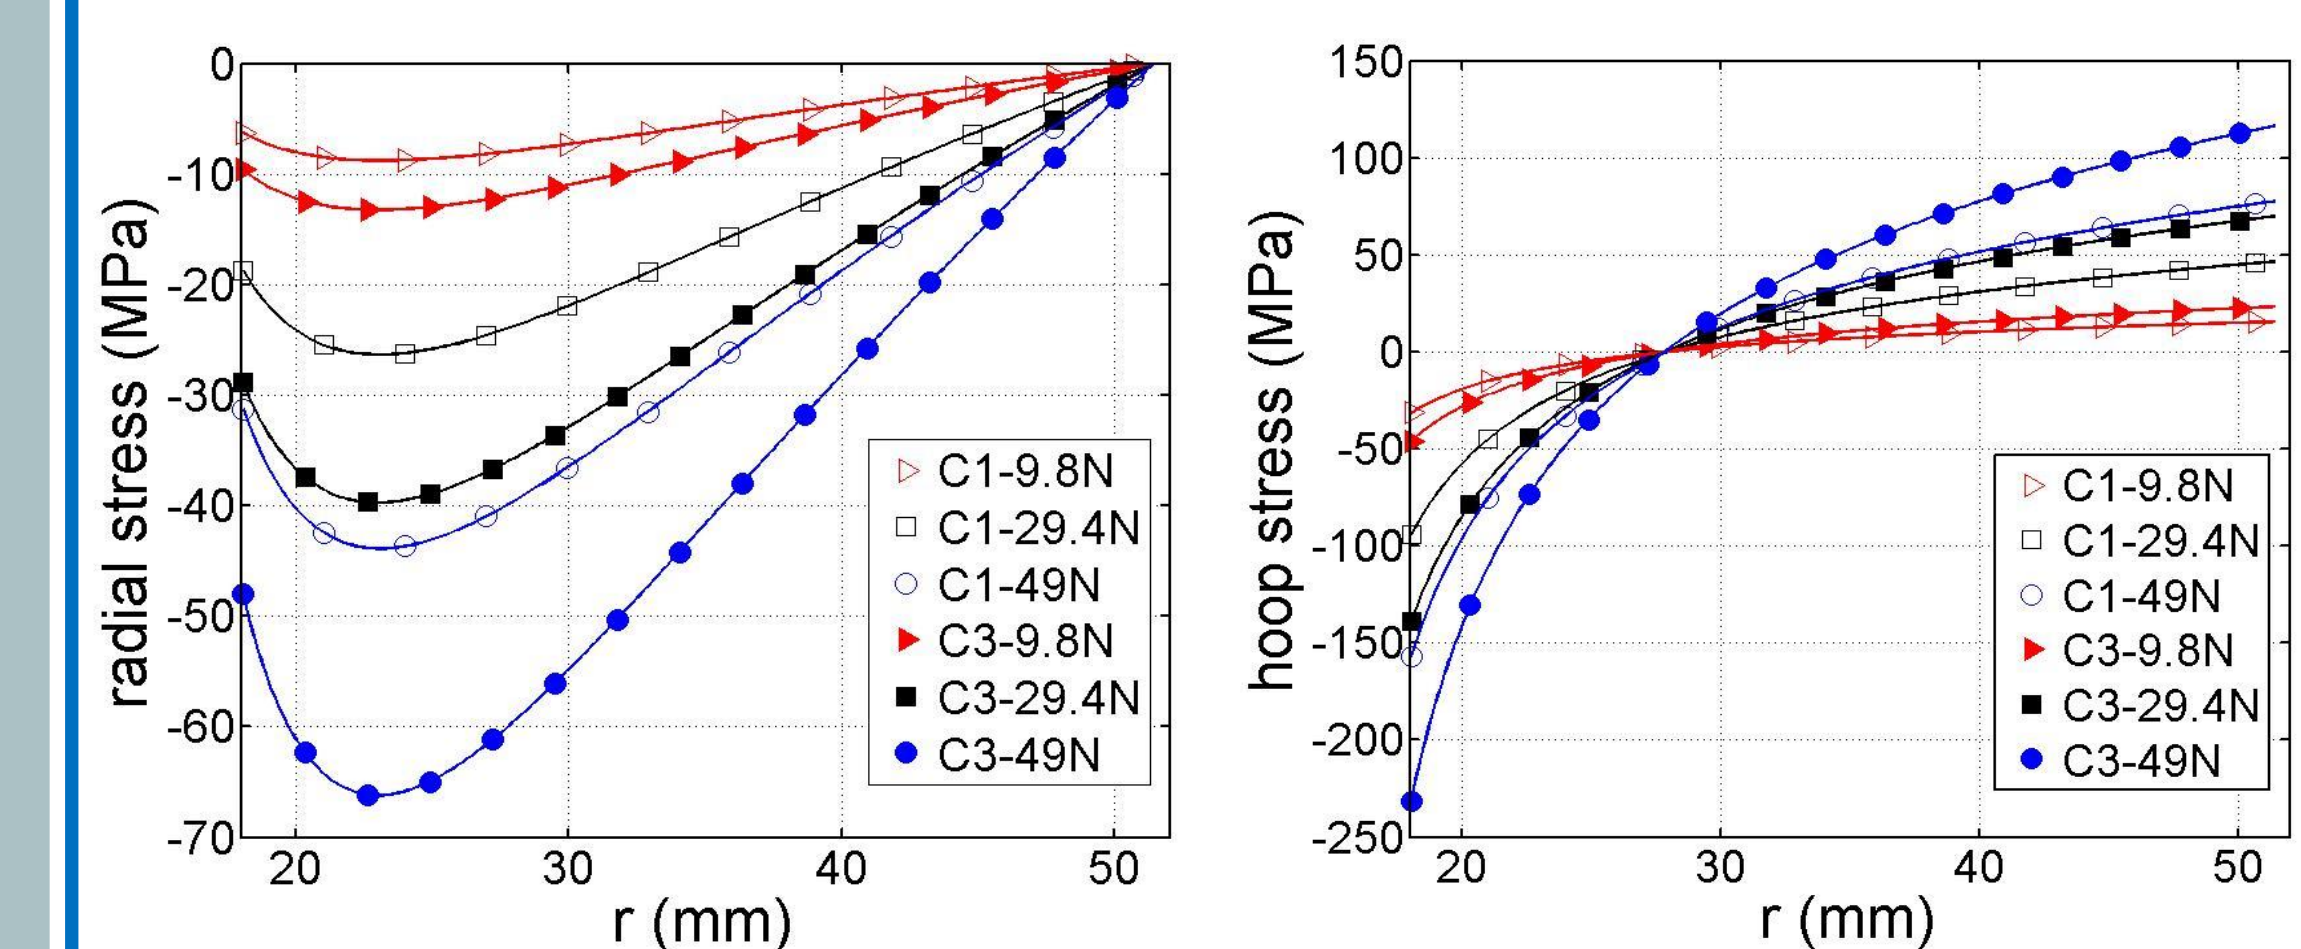 radial stress (MPa)
0
-10
-20
-30
-40
-50
-60
-70
20 30 40 50
r (mm)
C1-9.8N
C1-29.4N
C1-49N
C3-9.8N
C3-29.4N
C3-49N
hoop stress (MPa)
150
100
50
0
-50
-100
-150
-200
-250
20 30 40 50
r (mm)
C1-9.8N
C1-29.4N
C1-49N
C3-9.8N
C3-29.4N
C3-49N